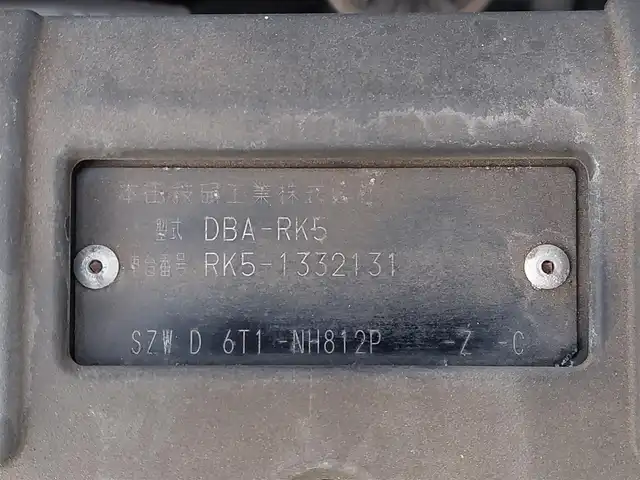 本田技研工業株式会社
型式 DBA-RK5
車台番号 RK5-1332131
SZW D 6T1 -NH812P -Z -C